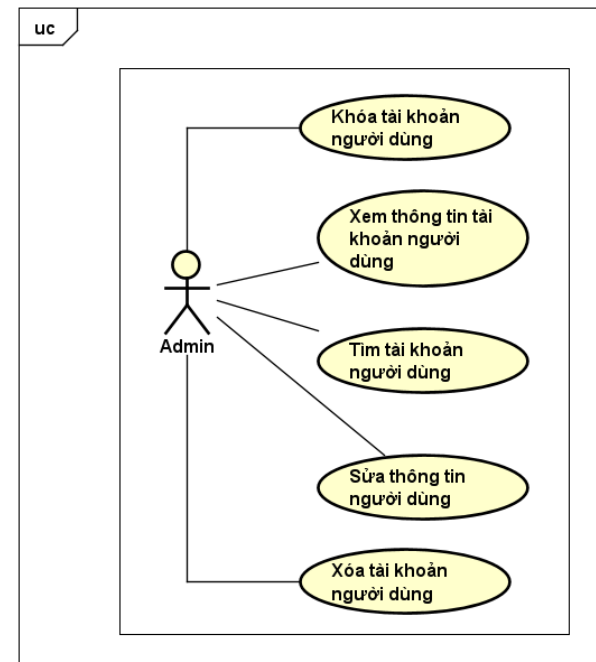 uc
Khóa tài khoản
người dùng
Xem thông tin tài
khoản người
dùng
Admin
Tìm tài khoản
người dùng
Sửa thông tin
người dùng
Xóa tài khoản
người dùng